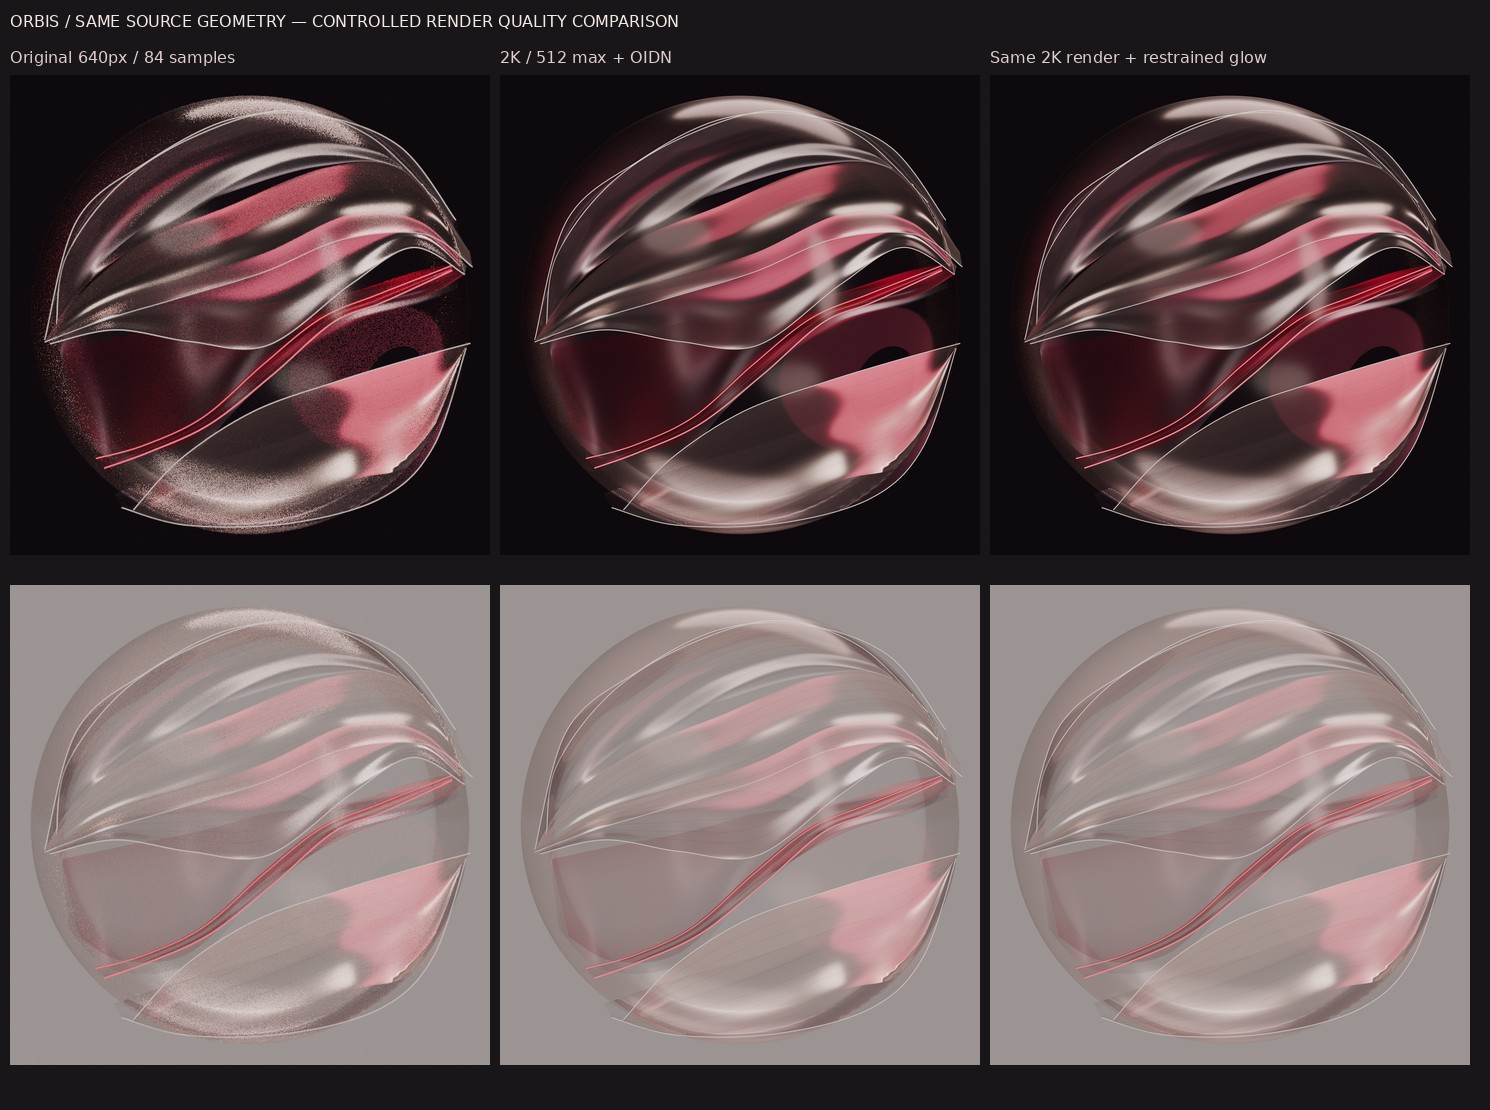 ORBIS / SAME SOURCE GEOMETRY — CONTROLLED RENDER QUALITY COMPARISON
Original 640px / 84 samples
2K / 512 max + OIDN
Same 2K render + restrained glow